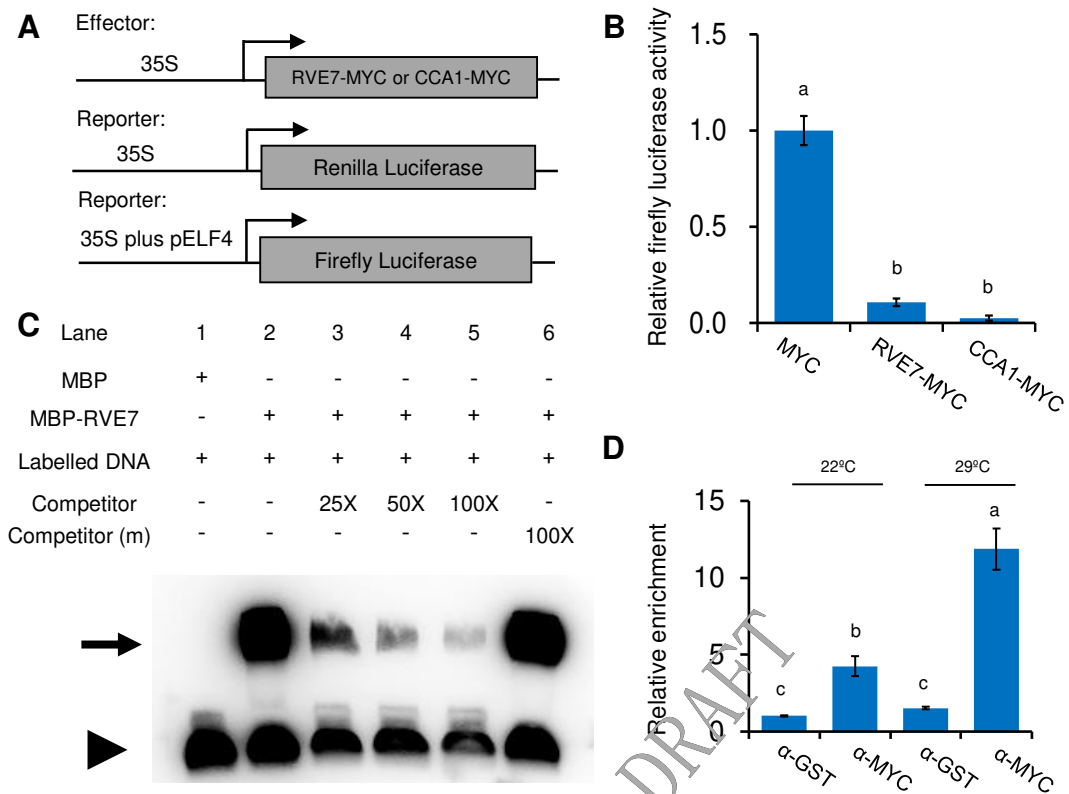 A
Effector:
35S
RVE7-MYC or CCA1-MYC
Reporter:
35S
Renilla Luciferase
Reporter:
35S plus pELF4
Firefly Luciferase
B
Relative firefly luciferase activity
1.5
1.0
0.5
0.0
a
b
b
MYC
RVE7-MYC
CCA1-MYC
C
Lane 1 2 3 4 5 6
MBP + - - - - -
MBP-RVE7 - + + + + +
Labelled DNA + + + + + +
Competitor - - 25X 50X 100X -
Competitor (m) - - - - - 100X
D
22ºC 29ºC
Relative enrichment
15
10
5
0
c
b
c
a
α-GST
α-MYC
α-GST
α-MYC
DRAFT